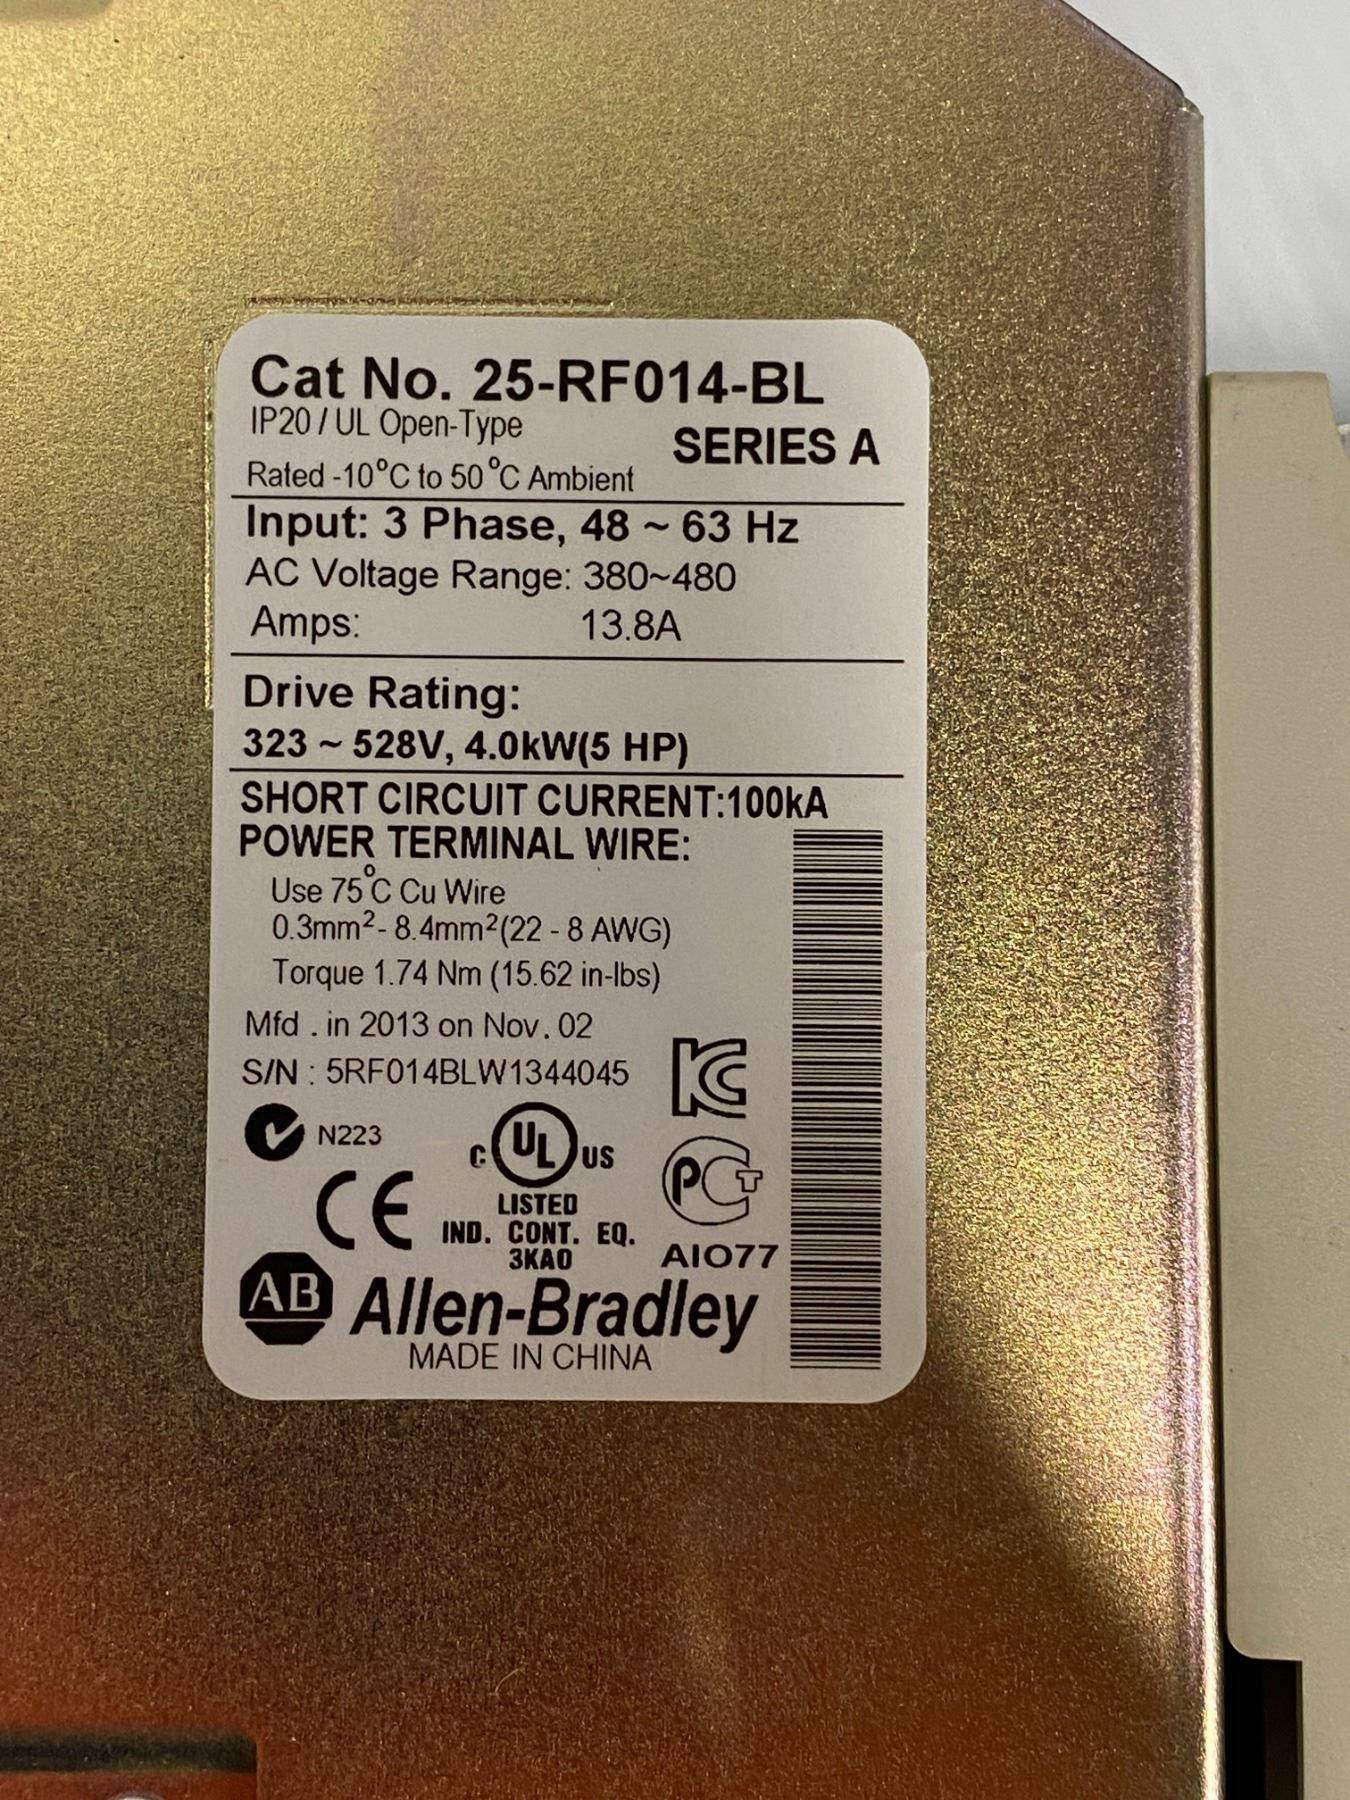 Cat No. 25-RF014-BL
IP20 / UL Open-Type
SERIES A
Rated -10°C to 50°C Ambient
Input: 3 Phase, 48 ~ 63 Hz
AC Voltage Range: 380~480
Amps: 13.8A
Drive Rating:
323 ~ 528V, 4.0kW(5 HP)
SHORT CIRCUIT CURRENT:100kA
POWER TERMINAL WIRE:
Use 75°C Cu Wire
0.3mm²- 8.4mm²(22 - 8 AWG)
Torque 1.74 Nm (15.62 in-lbs)
Mfd . in 2013 on Nov. 02
S/N : 5RF014BLW1344045
KC
N223
C UL US
PCT
LISTED
CE
IND. CONT. EQ.
3KA0
AIO77
AB Allen-Bradley
MADE IN CHINA